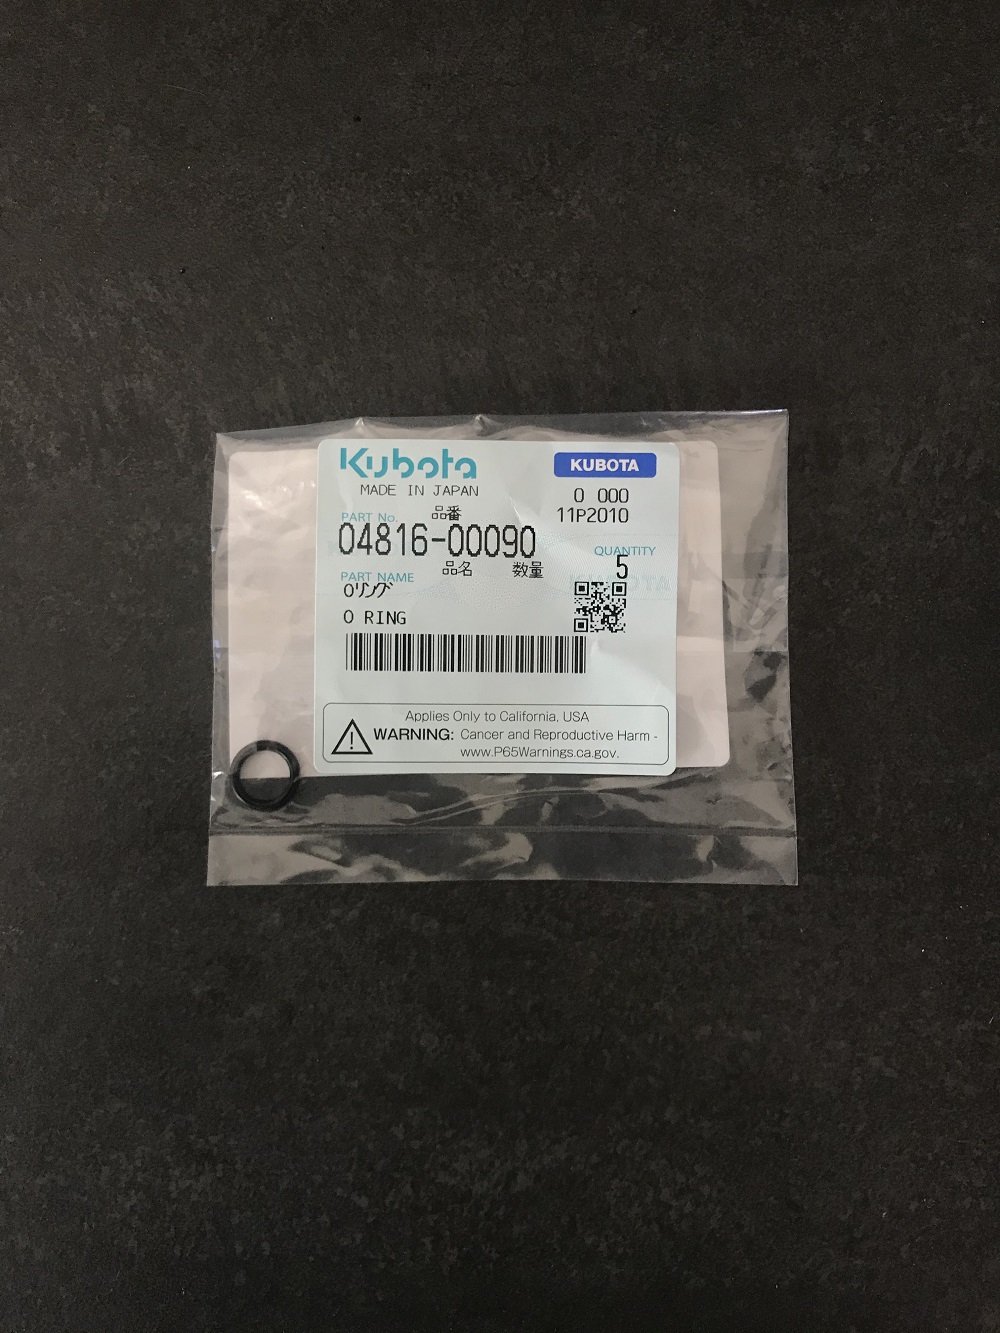 Kubota
KUBOTA
MADE IN JAPAN
0 000
11P2010
PART No. 品番
04816-00090
QUANTITY
5
PART NAME 品名 数量
Oリング
O RING
Applies Only to California, USA
WARNING: Cancer and Reproductive Harm -
www.P65Warnings.ca.gov.